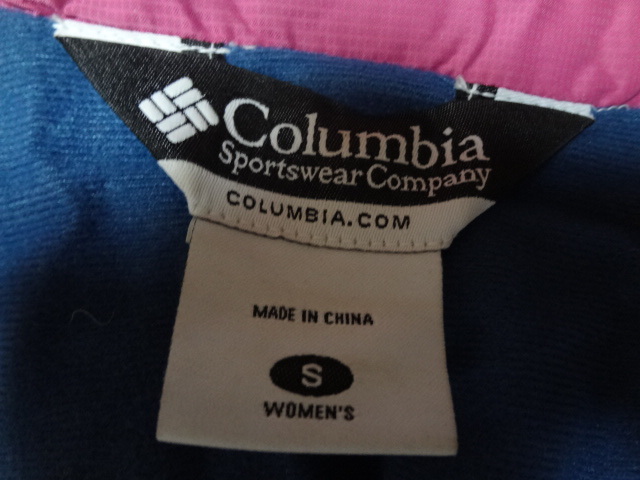 Columbia
Sportswear Company
COLUMBIA.COM
MADE IN CHINA
S
WOMEN'S